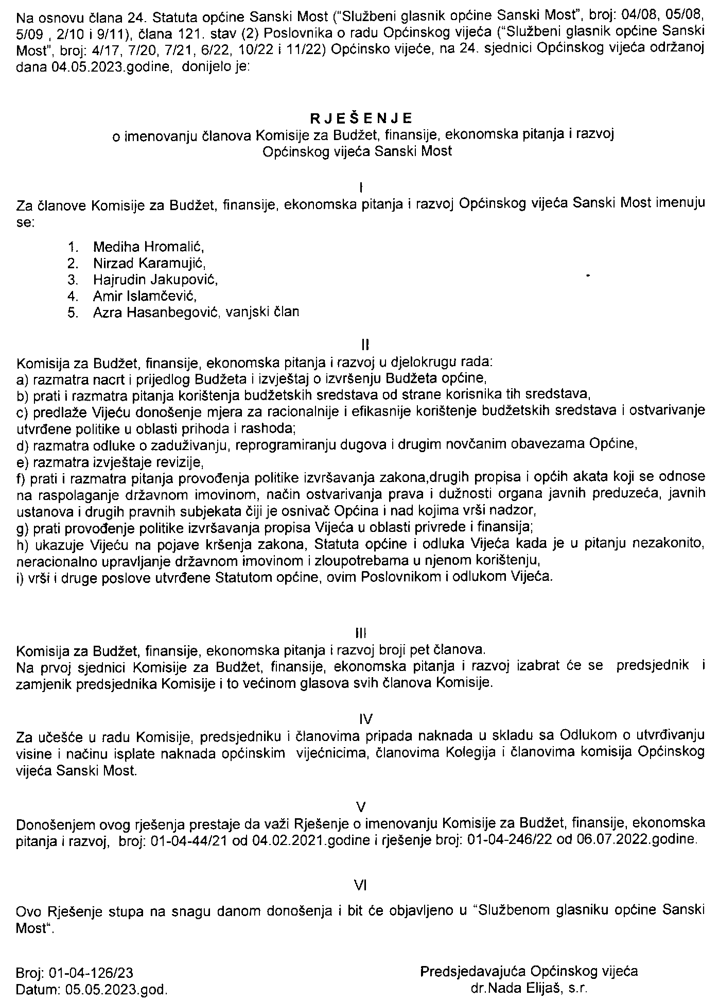 Na osnovu člana 24. Statuta općine Sanski Most ("Službeni glasnik općine Sanski Most", broj: 04/08, 05/08,
5/09 , 2/10 i 9/11), člana 121. stav (2) Poslovnika o radu Općinskog vijeća ("Službeni glasnik općine Sanski
Most", broj: 4/17, 7/20, 7/21, 6/22, 10/22 i 11/22) Općinsko vijeće, na 24. sjednici Općinskog vijeća održanoj
dana 04.05.2023.godine, donijelo je:
R J E Š E N J E
o imenovanju članova Komisije za Budžet, finansije, ekonomska pitanja i razvoj
Općinskog vijeća Sanski Most
I
Za članove Komisije za Budžet, finansije, ekonomska pitanja i razvoj Općinskog vijeća Sanski Most imenuju
se:
1. Mediha Hromalić,
2. Nirzad Karamujić,
3. Hajrudin Jakupović,
4. Amir Islamčević,
5. Azra Hasanbegović, vanjski član
II
Komisija za Budžet, finansije, ekonomska pitanja i razvoj u djelokrugu rada:
a) razmatra nacrt i prijedlog Budžeta i izvještaj o izvršenju Budžeta općine,
b) prati i razmatra pitanja korištenja budžetskih sredstava od strane korisnika tih sredstava,
c) predlaže Vijeću donošenje mjera za racionalnije i efikasnije korištenje budžetskih sredstava i ostvarivanje
utvrđene politike u oblasti prihoda i rashoda;
d) razmatra odluke o zaduživanju, reprogramiranju dugova i drugim novčanim obavezama Općine,
e) razmatra izvještaje revizije,
f) prati i razmatra pitanja provođenja politike izvršavanja zakona,drugih propisa i općih akata koji se odnose
na raspolaganje državnom imovinom, način ostvarivanja prava i dužnosti organa javnih preduzeća, javnih
ustanova i drugih pravnih subjekata čiji je osnivač Općina i nad kojima vrši nadzor,
g) prati provođenje politike izvršavanja propisa Vijeća u oblasti privrede i finansija;
h) ukazuje Vijeću na pojave kršenja zakona, Statuta općine i odluka Vijeća kada je u pitanju nezakonito,
neracionalno upravljanje državnom imovinom i zloupotrebama u njenom korištenju,
i) vrši i druge poslove utvrđene Statutom općine, ovim Poslovnikom i odlukom Vijeća.
III
Komisija za Budžet, finansije, ekonomska pitanja i razvoj broji pet članova.
Na prvoj sjednici Komisije za Budžet, finansije, ekonomska pitanja i razvoj izabrat će se predsjednik i
zamjenik predsjednika Komisije i to većinom glasova svih članova Komisije.
IV
Za učešće u radu Komisije, predsjedniku i članovima pripada naknada u skladu sa Odlukom o utvrđivanju
visine i načinu isplate naknada općinskim vijećnicima, članovima Kolegija i članovima komisija Općinskog
vijeća Sanski Most.
V
Donošenjem ovog rješenja prestaje da važi Rješenje o imenovanju Komisije za Budžet, finansije, ekonomska
pitanja i razvoj, broj: 01-04-44/21 od 04.02.2021.godine i rješenje broj: 01-04-246/22 od 06.07.2022.godine.
VI
Ovo Rješenje stupa na snagu danom donošenja i bit će objavljeno u "Službenom glasniku općine Sanski
Most“.
Broj: 01-04-126/23
Datum: 05.05.2023.god.
Predsjedavajuća Općinskog vijeća
dr.Nada Elijaš, s.r.